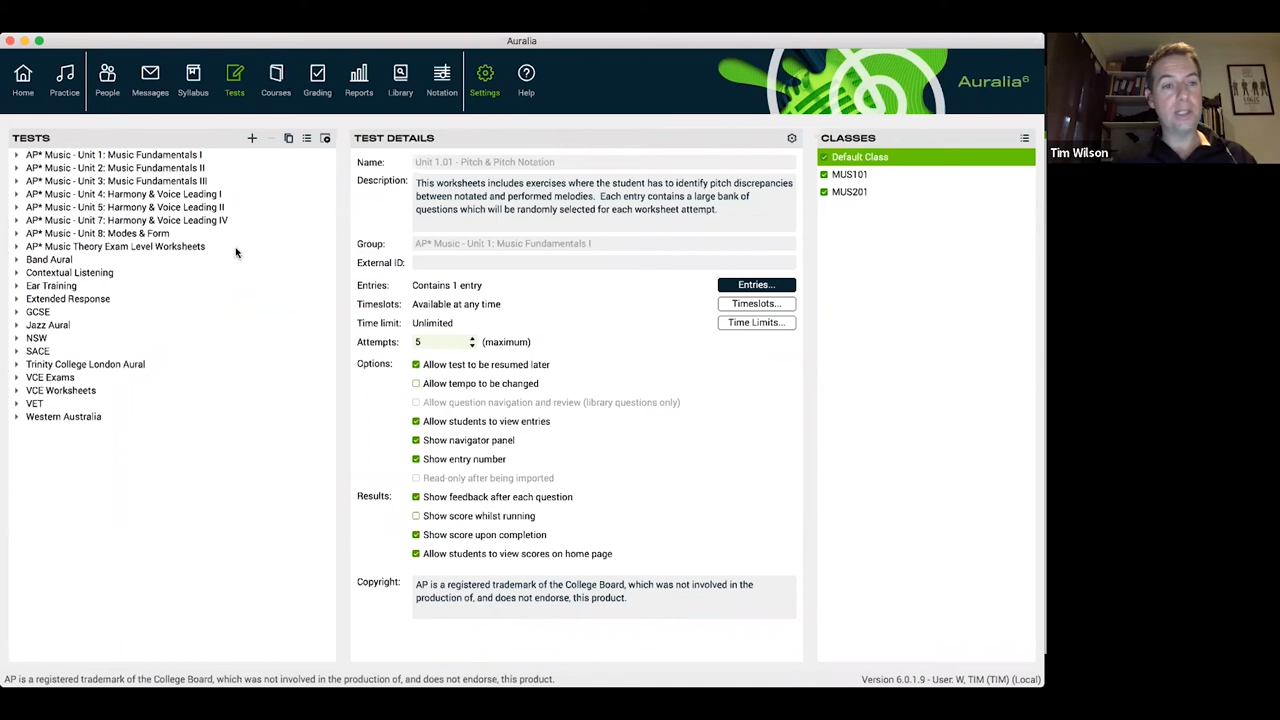 Auralia
Home
Practice
People
Messages
Syllabus
Tests
Courses
Grading
Reports
Library
Notation
Settings
Help
Auralia6
Tim Wilson
TESTS
AP* Music - Unit 1: Music Fundamentals I
AP* Music - Unit 2: Music Fundamentals II
AP* Music - Unit 3: Music Fundamentals III
AP* Music - Unit 4: Harmony & Voice Leading I
AP* Music - Unit 5: Harmony & Voice Leading II
AP* Music - Unit 7: Harmony & Voice Leading IV
AP* Music - Unit 8: Modes & Form
AP* Music Theory Exam Level Worksheets
Band Aural
Contextual Listening
Ear Training
Extended Response
GCSE
Jazz Aural
NSW
SACE
Trinity College London Aural
VCE Exams
VCE Worksheets
VET
Western Australia
TEST DETAILS
Name: Unit 1.01 - Pitch & Pitch Notation
Description: This worksheets includes exercises where the student has to identify pitch discrepancies
between notated and performed melodies. Each entry contains a large bank of
questions which will be randomly selected for each worksheet attempt.
Group: AP* Music - Unit 1: Music Fundamentals I
External ID:
Entries: Contains 1 entry Entries...
Timeslots: Available at any time Timeslots...
Time limit: Unlimited Time Limits...
Attempts: 5 (maximum)
Options: Allow test to be resumed later
Allow tempo to be changed
Allow question navigation and review (library questions only)
Allow students to view entries
Show navigator panel
Show entry number
Read-only after being imported
Results: Show feedback after each question
Show score whilst running
Show score upon completion
Allow students to view scores on home page
Copyright: AP is a registered trademark of the College Board, which was not involved in the
production of, and does not endorse, this product.
CLASSES
Default Class
MUS101
MUS201
AP is a registered trademark of the College Board, which was not involved in the production of, and does not endorse, this product.
Version 6.0.1.9 - User: W, TIM (TIM) (Local)